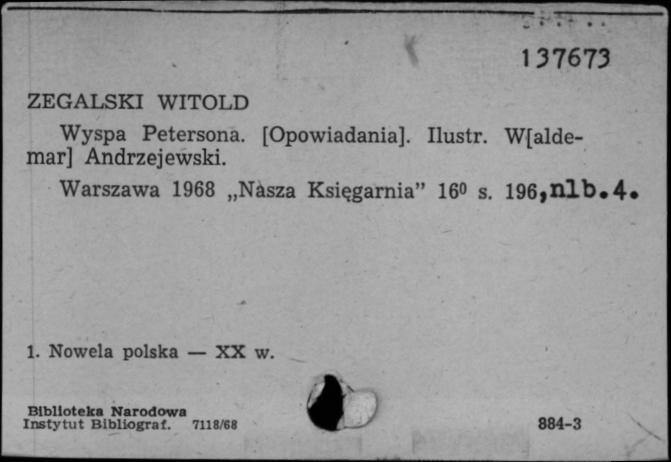 137673
ZEGALSKI WITOLD
Wyspa Petersona. [Opowiadania]. Ilustr. W[alde-
mar] Andrzejewski.
Warszawa 1968 „Nasza Księgarnia” 16⁰ s. 196,nlb.4.
1. Nowela polska — XX w.
Biblioteka Narodowa
Instytut Bibliograf. 7118/68
884-3